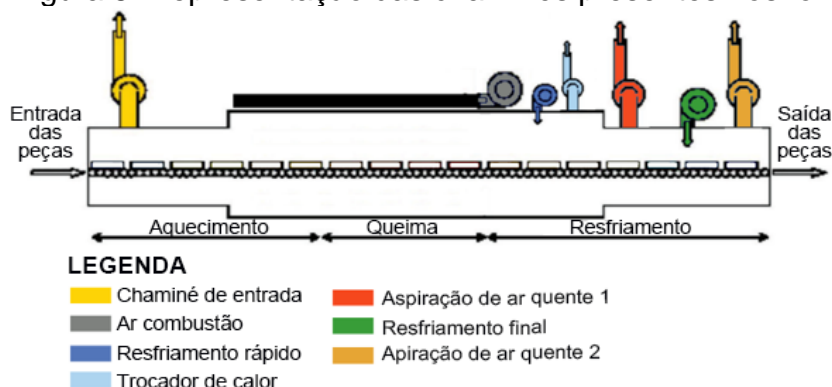 Entrada
das
peças
Saída
das
peças
Aquecimento
Queima
Resfriamento
LEGENDA
Chaminé de entrada
Ar combustão
Resfriamento rápido
Trocador de calor
Aspiração de ar quente 1
Resfriamento final
Apiração de ar quente 2